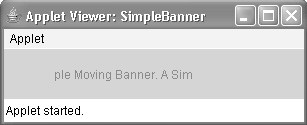 Applet Viewer: SimpleBanner
Applet
ple Moving Banner. A Sim
Applet started.